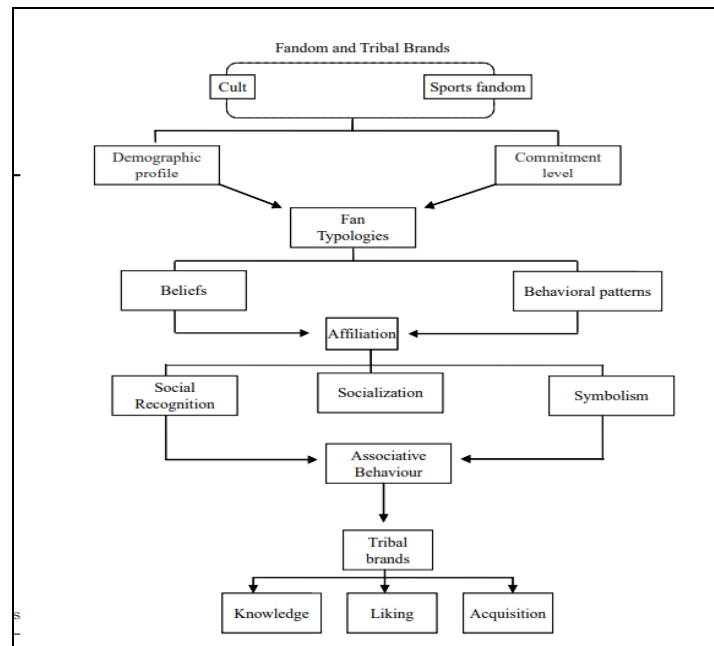 Fandom and Tribal Brands
Cult
Sports fandom
Demographic
profile
Commitment
level
Fan
Typologies
Beliefs
Behavioral patterns
Affiliation
Social
Recognition
Socialization
Symbolism
Associative
Behaviour
Tribal
brands
Knowledge
Liking
Acquisition
s